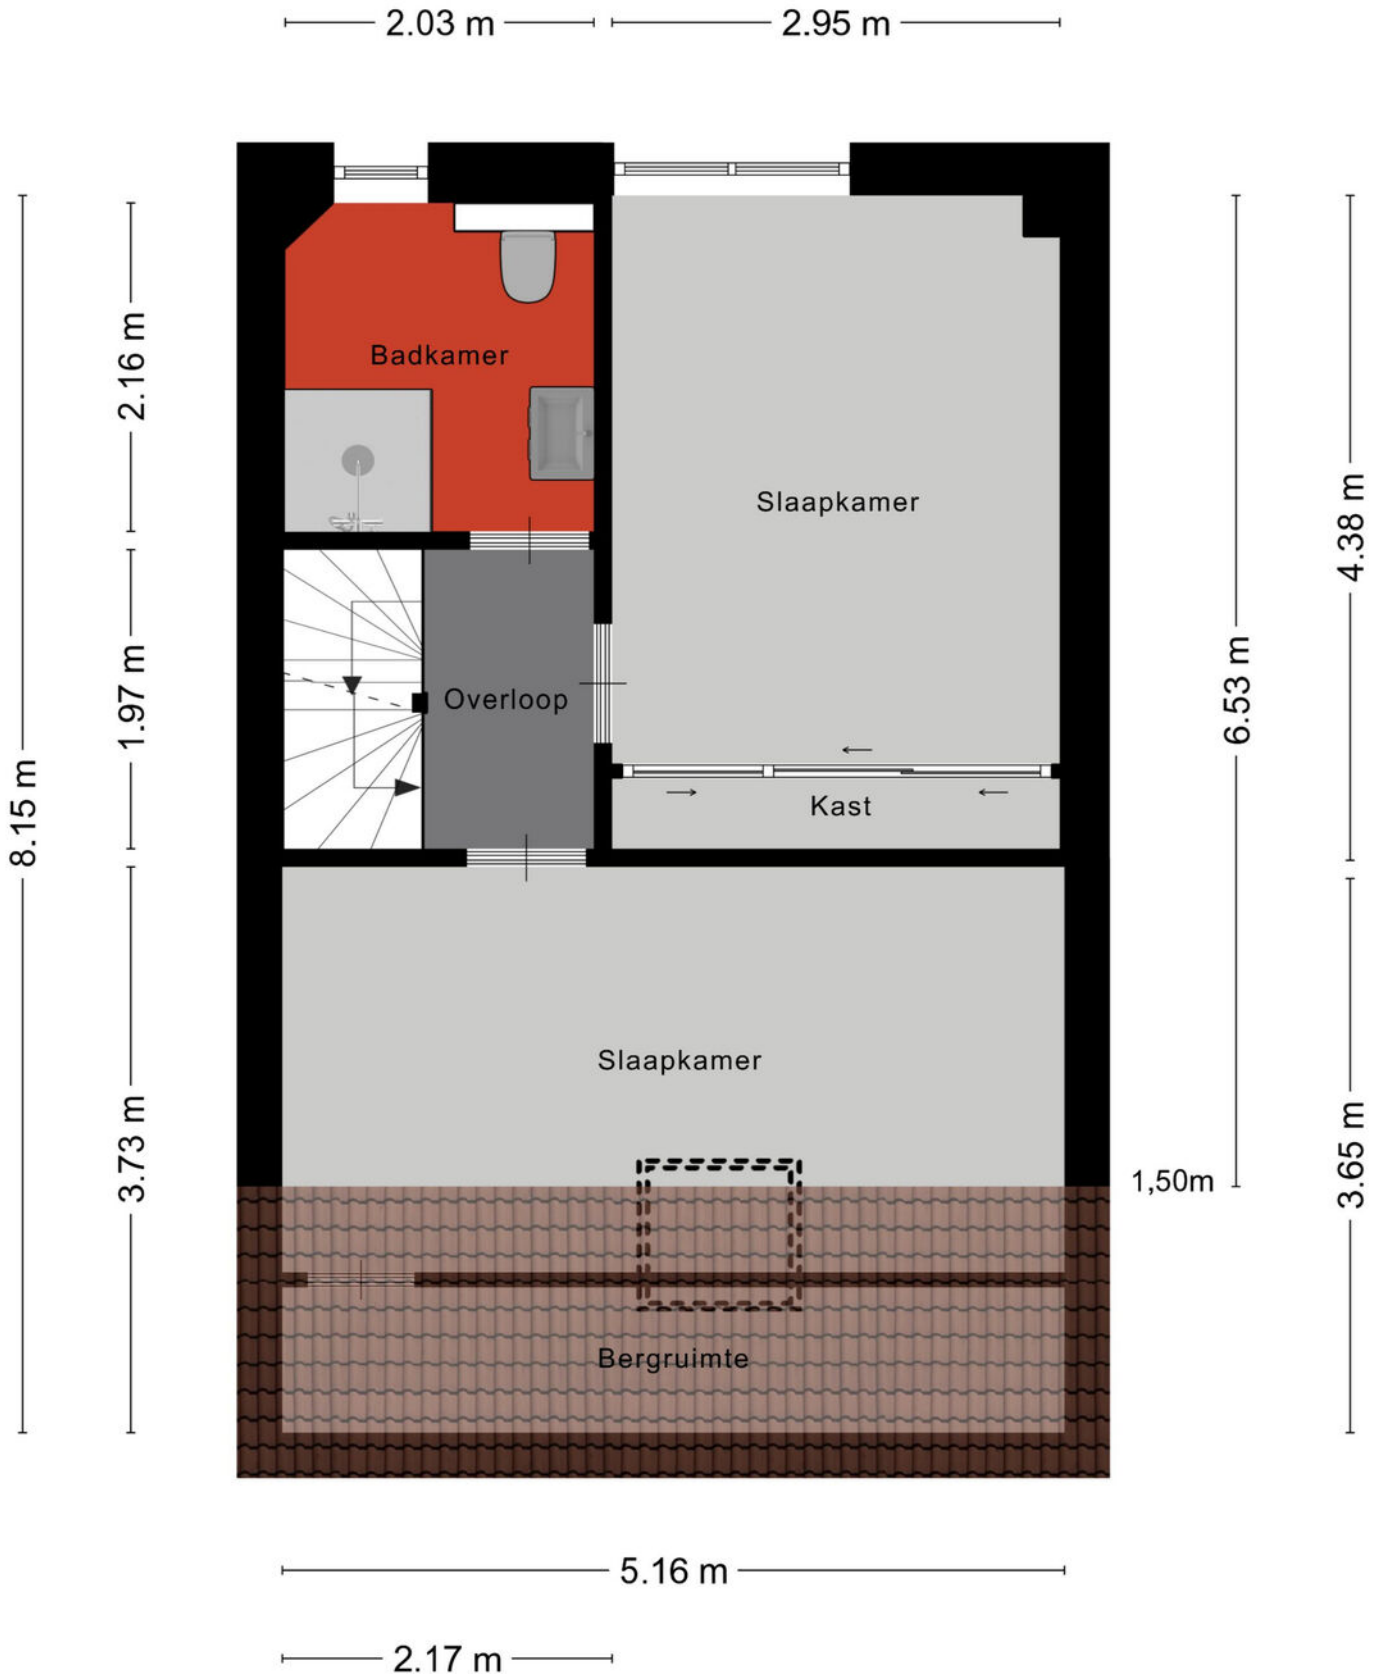 2.03 m
2.95 m
Badkamer
2.16 m
Slaapkamer
4.38 m
6.53 m
1.97 m
Overloop
8.15 m
Kast
Slaapkamer
3.73 m
3.65 m
1,50m
Bergruimte
5.16 m
2.17 m